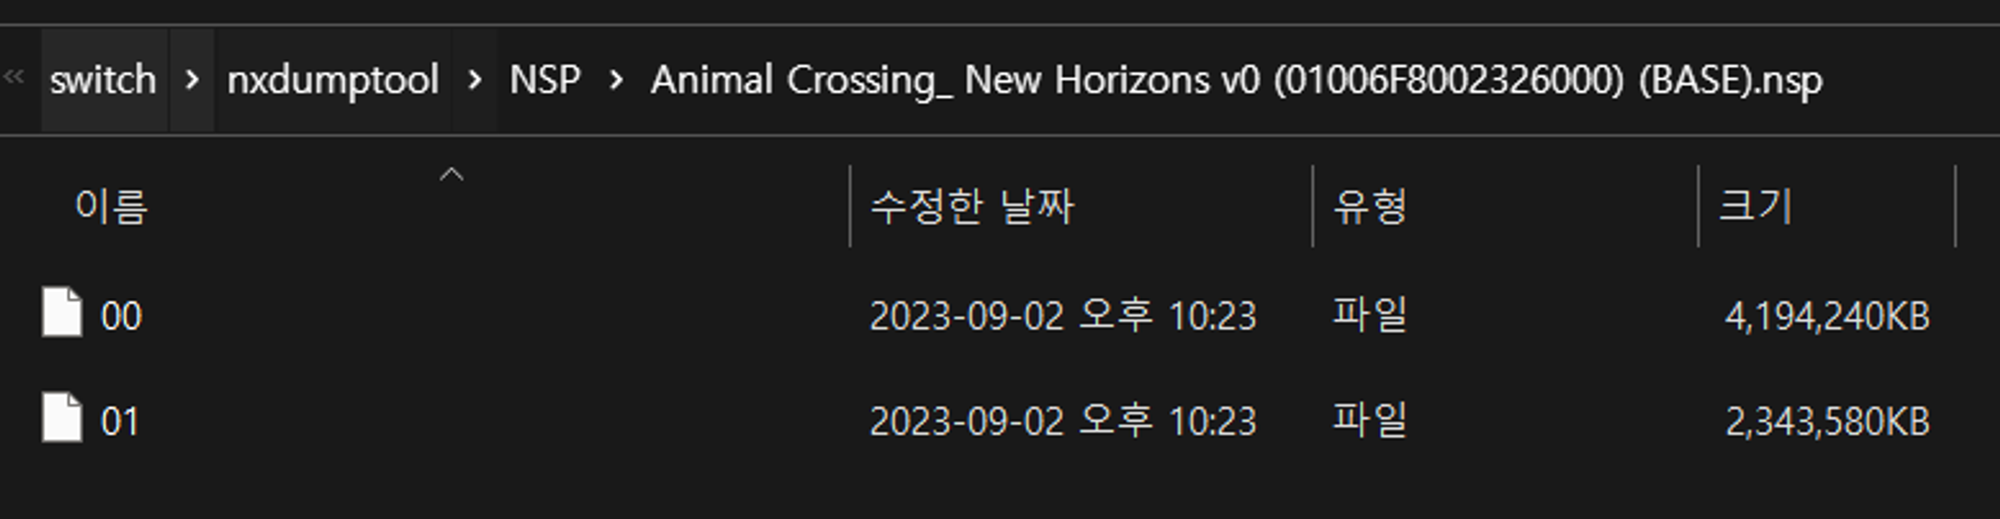 « switch > nxdumptool > NSP > Animal Crossing_ New Horizons v0 (01006F8002326000) (BASE).nsp
이름 수정한 날짜 유형 크기
00 2023-09-02 오후 10:23 파일 4,194,240KB
01 2023-09-02 오후 10:23 파일 2,343,580KB